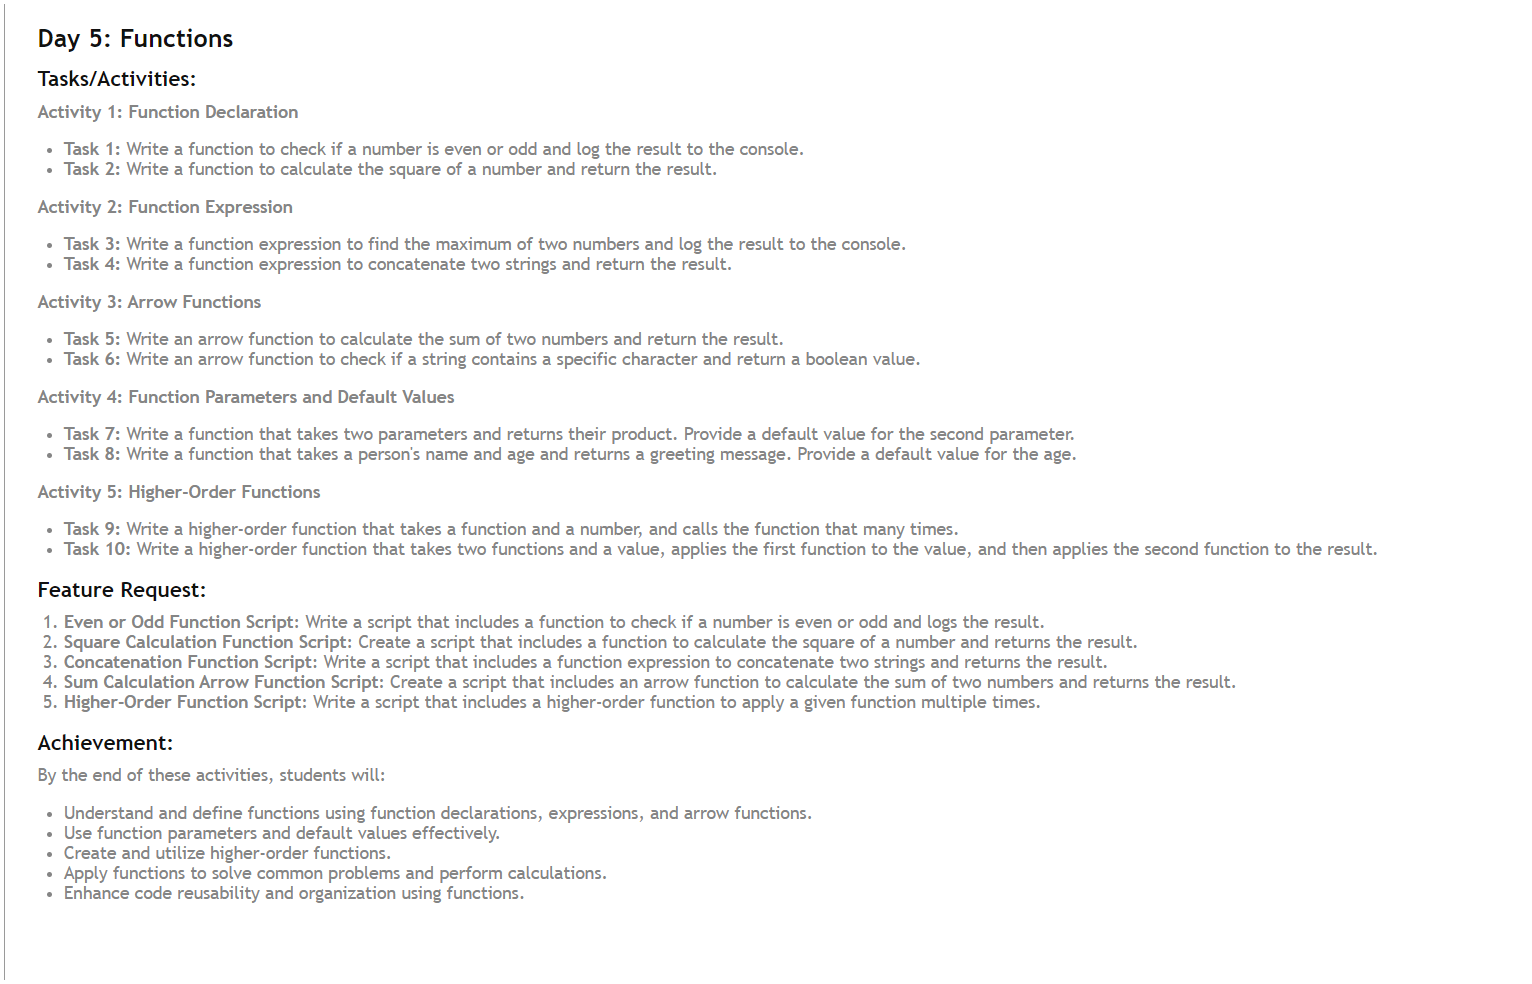 Day 5: Functions
Tasks/Activities:
Activity 1: Function Declaration
• Task 1: Write a function to check if a number is even or odd and log the result to the console.
• Task 2: Write a function to calculate the square of a number and return the result.
Activity 2: Function Expression
• Task 3: Write a function expression to find the maximum of two numbers and log the result to the console.
• Task 4: Write a function expression to concatenate two strings and return the result.
Activity 3: Arrow Functions
• Task 5: Write an arrow function to calculate the sum of two numbers and return the result.
• Task 6: Write an arrow function to check if a string contains a specific character and return a boolean value.
Activity 4: Function Parameters and Default Values
• Task 7: Write a function that takes two parameters and returns their product. Provide a default value for the second parameter.
• Task 8: Write a function that takes a person's name and age and returns a greeting message. Provide a default value for the age.
Activity 5: Higher-Order Functions
• Task 9: Write a higher-order function that takes a function and a number, and calls the function that many times.
• Task 10: Write a higher-order function that takes two functions and a value, applies the first function to the value, and then applies the second function to the result.
Feature Request:
1. Even or Odd Function Script: Write a script that includes a function to check if a number is even or odd and logs the result.
2. Square Calculation Function Script: Create a script that includes a function to calculate the square of a number and returns the result.
3. Concatenation Function Script: Write a script that includes a function expression to concatenate two strings and returns the result.
4. Sum Calculation Arrow Function Script: Create a script that includes an arrow function to calculate the sum of two numbers and returns the result.
5. Higher-Order Function Script: Write a script that includes a higher-order function to apply a given function multiple times.
Achievement:
By the end of these activities, students will:
• Understand and define functions using function declarations, expressions, and arrow functions.
• Use function parameters and default values effectively.
• Create and utilize higher-order functions.
• Apply functions to solve common problems and perform calculations.
• Enhance code reusability and organization using functions.